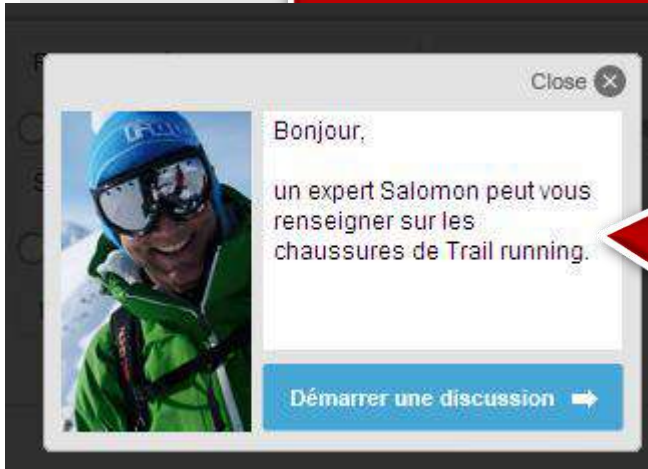 Close
Bonjour,
un expert Salomon peut vous
renseigner sur les
chaussures de Trail running.
Démarrer une discussion